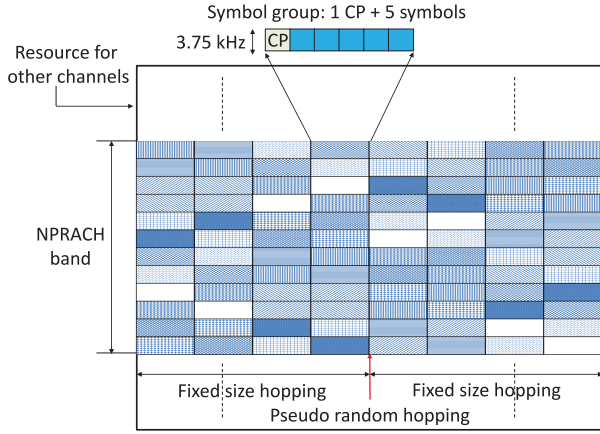 Symbol group: 1 CP + 5 symbols
3.75 kHz
CP
Resource for
other channels
NPRACH
band
Fixed size hopping
Fixed size hopping
Pseudo random hopping